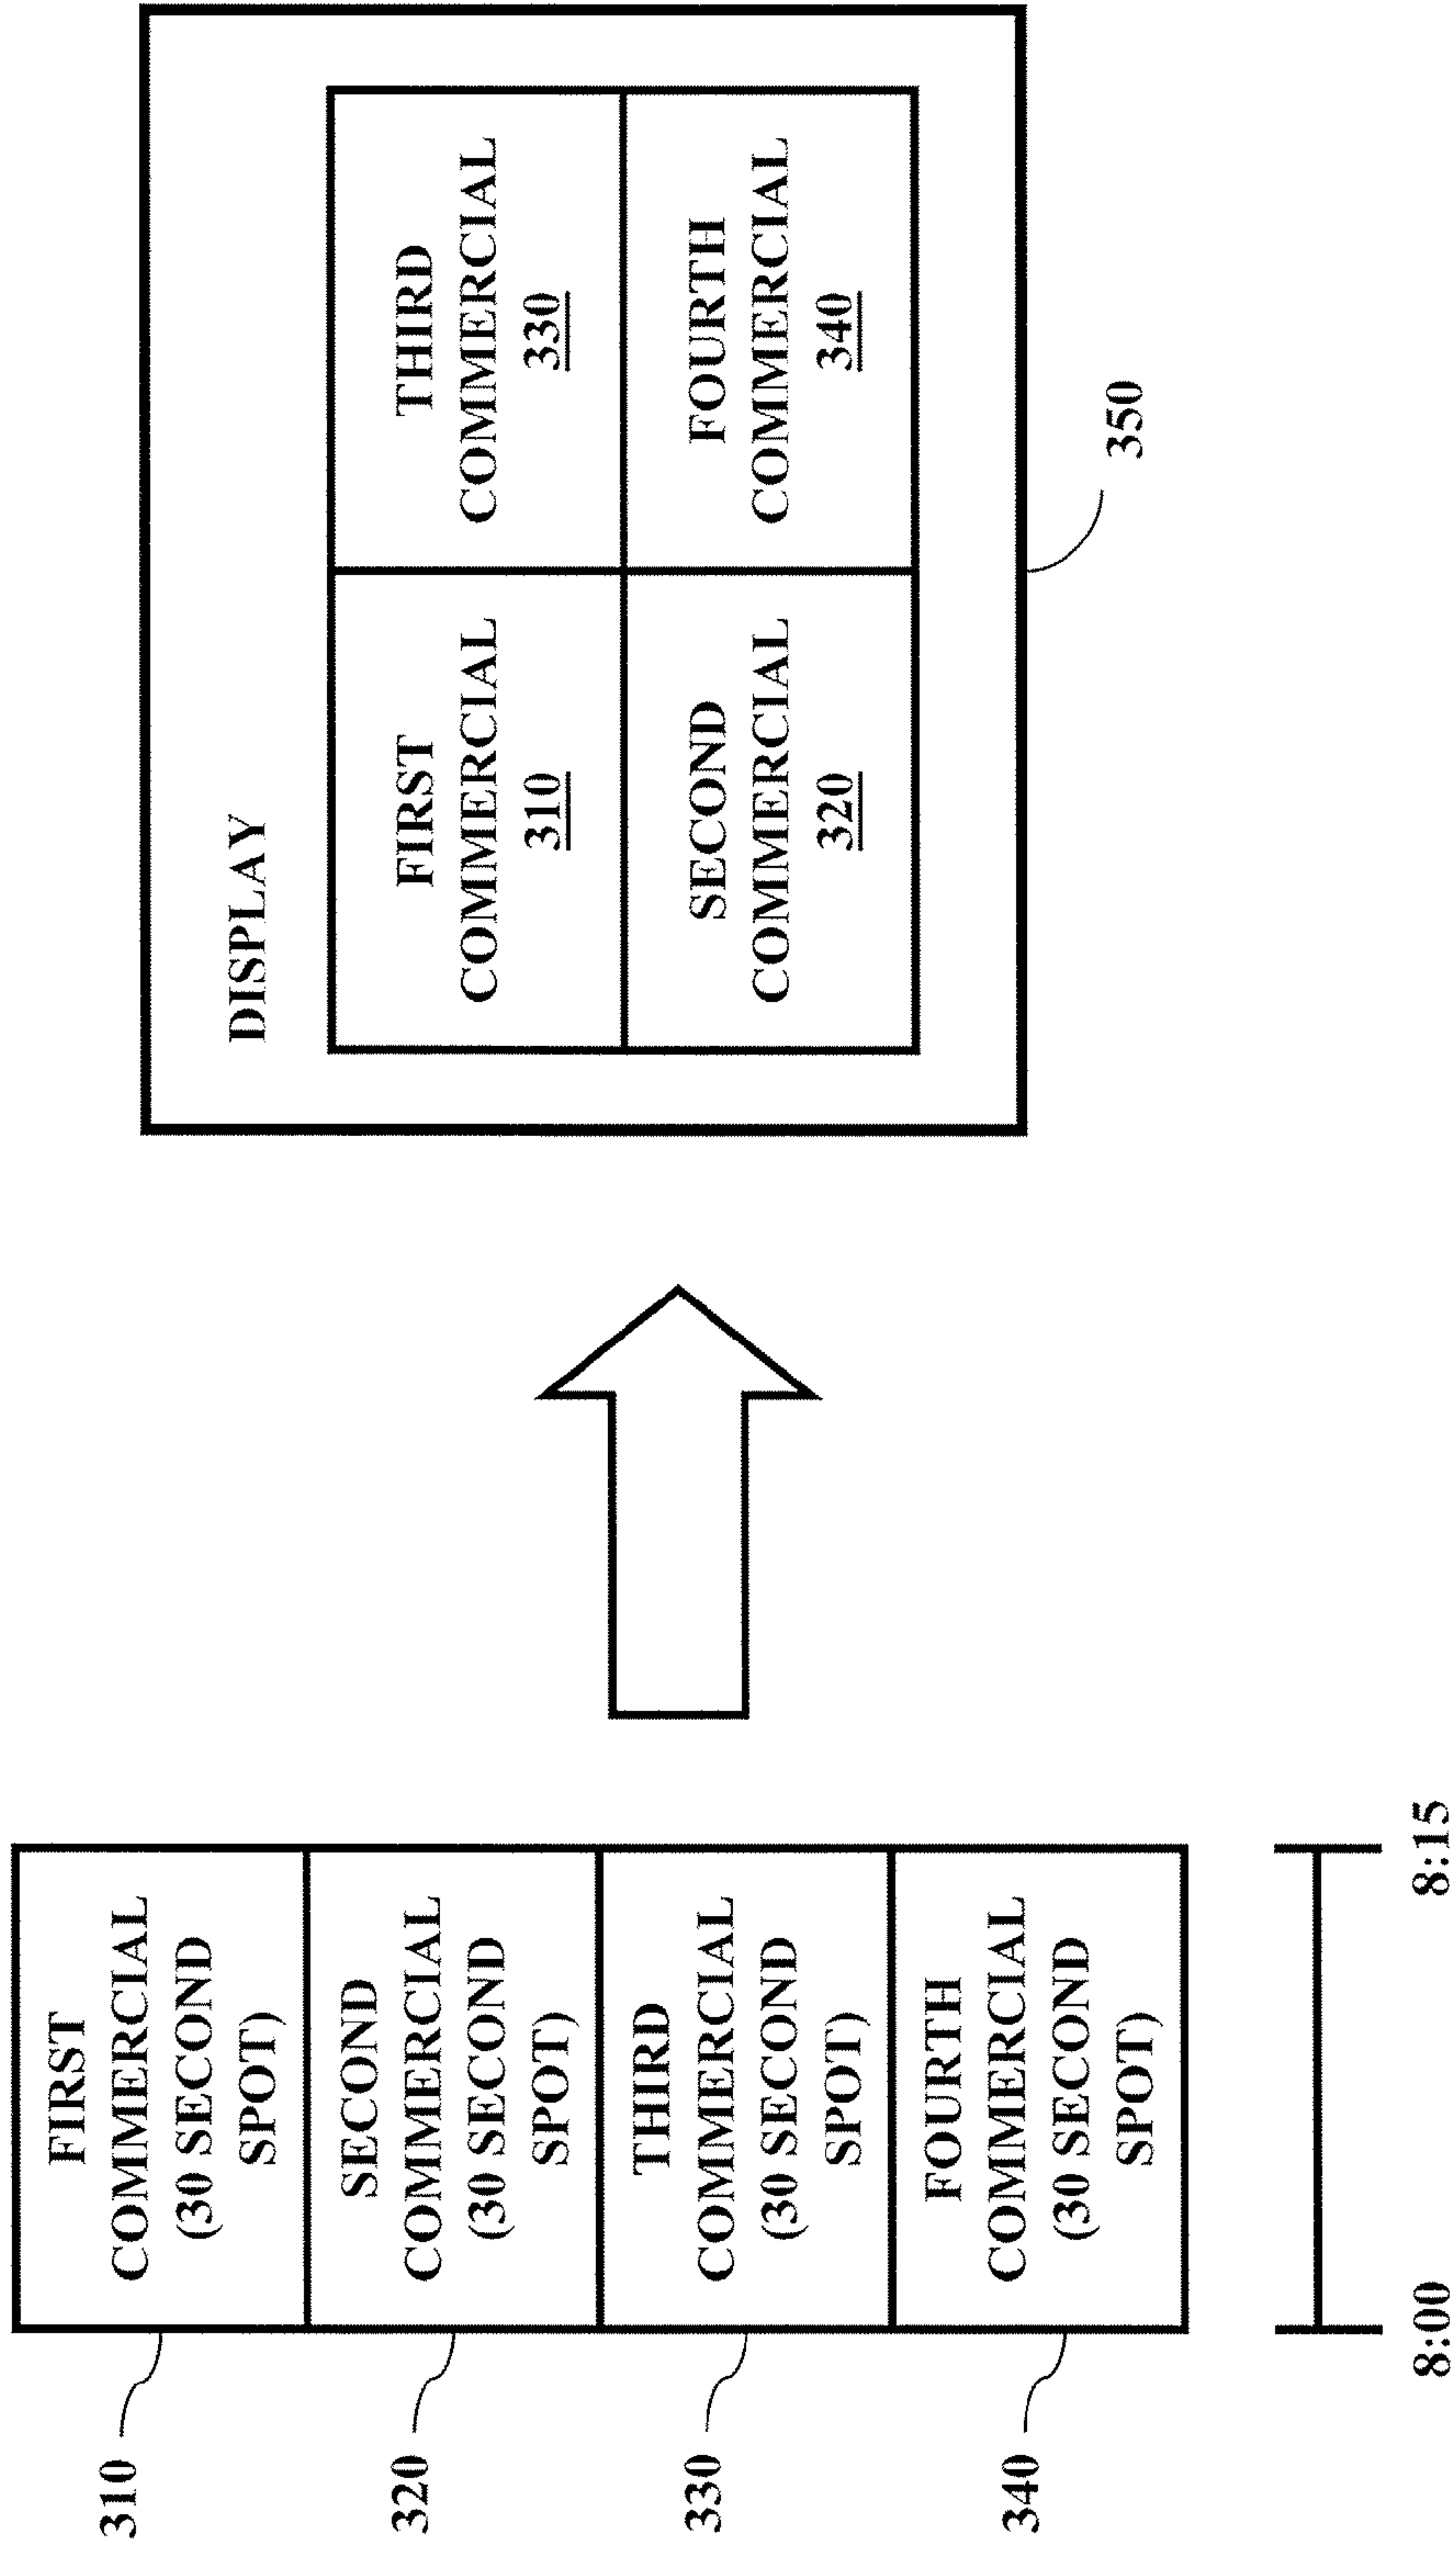 310
FIRST
COMMERCIAL
(30 SECOND
SPOT)
320
SECOND
COMMERCIAL
(30 SECOND
SPOT)
330
THIRD
COMMERCIAL
(30 SECOND
SPOT)
340
FOURTH
COMMERCIAL
(30 SECOND
SPOT)
8:00
8:15
DISPLAY
FIRST
COMMERCIAL
310
THIRD
COMMERCIAL
330
SECOND
COMMERCIAL
320
FOURTH
COMMERCIAL
340
350